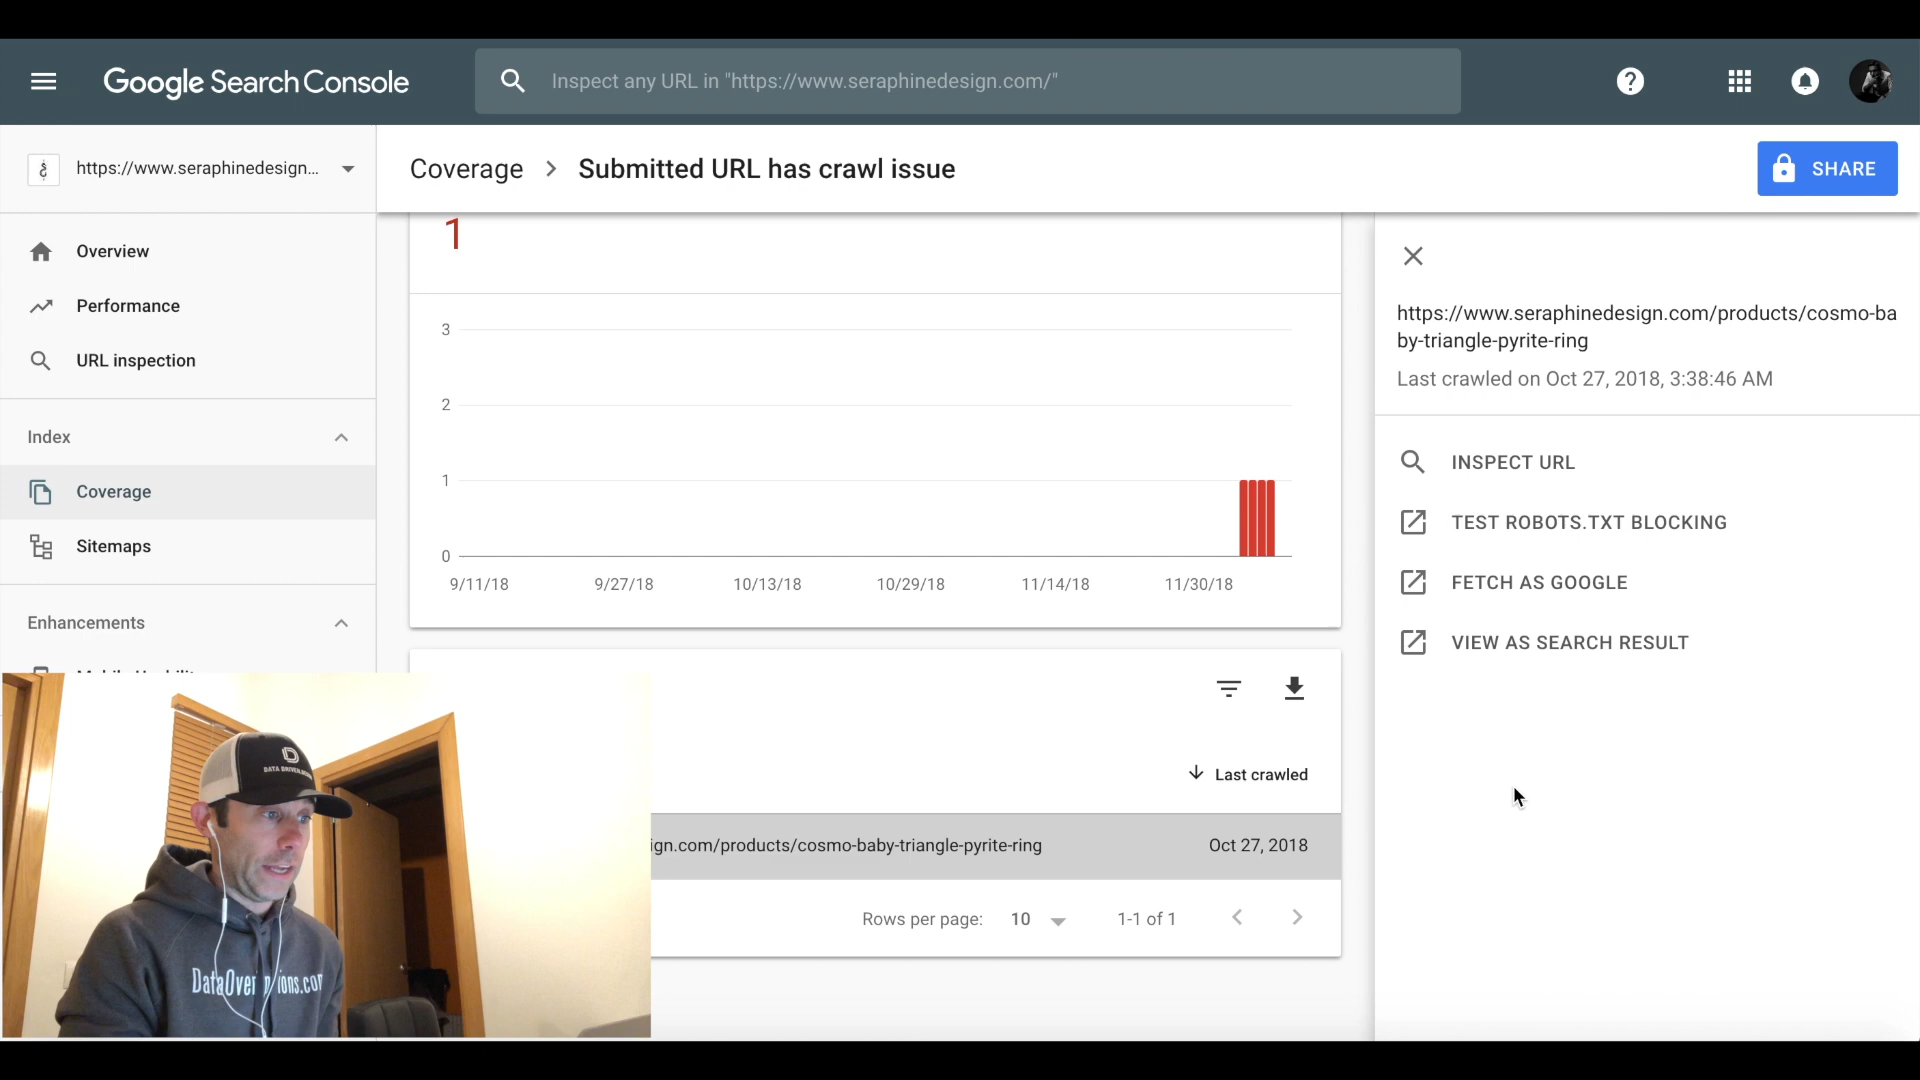 Google Search Console
Inspect any URL in "https://www.seraphinedesign.com/"
https://www.seraphinedesign...
Coverage > Submitted URL has crawl issue
SHARE
Overview
Performance
URL inspection
Index
Coverage
Sitemaps
Enhancements
1
3
2
1
0
9/11/18
9/27/18
10/13/18
10/29/18
11/14/18
11/30/18
Last crawled
ign.com/products/cosmo-baby-triangle-pyrite-ring
Oct 27, 2018
Rows per page: 10
1-1 of 1
https://www.seraphinedesign.com/products/cosmo-ba
by-triangle-pyrite-ring
Last crawled on Oct 27, 2018, 3:38:46 AM
INSPECT URL
TEST ROBOTS.TXT BLOCKING
FETCH AS GOOGLE
VIEW AS SEARCH RESULT